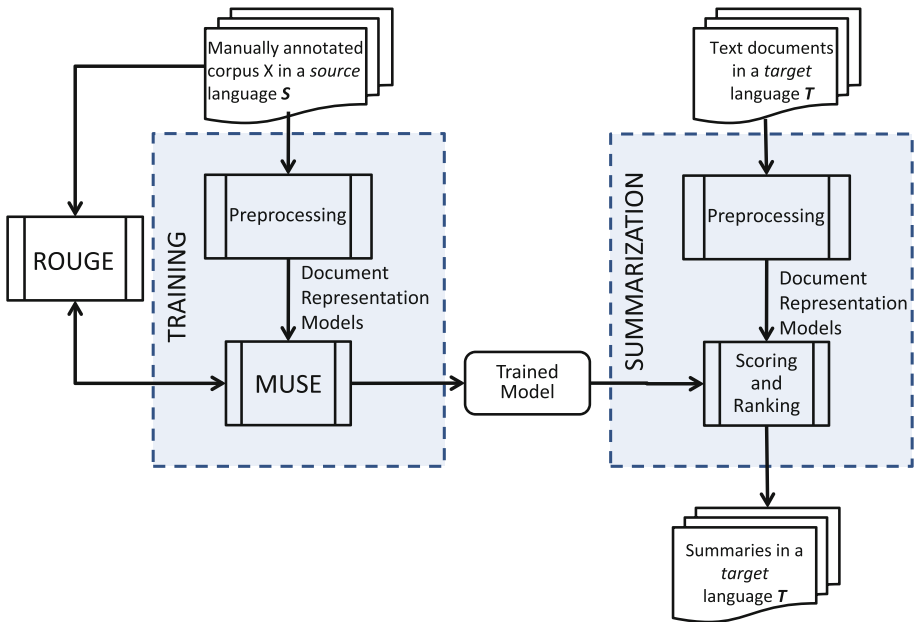 Manually annotated
corpus X in a source
language S
Text documents
in a target
language T
TRAINING
Preprocessing
SUMMARIZATION
Preprocessing
ROUGE
Document
Representation
Models
Document
Representation
Models
MUSE
Trained
Model
Scoring
and
Ranking
Summaries in a
target
language T